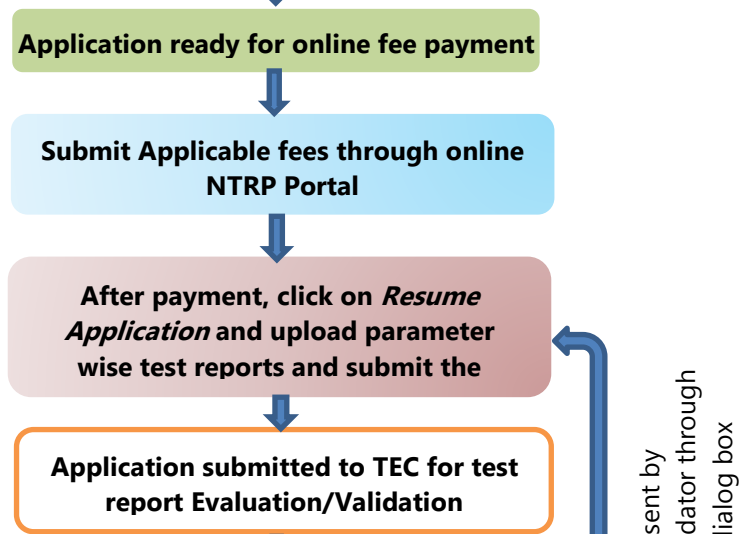 Application ready for online fee payment
Submit Applicable fees through online
NTRP Portal
After payment, click on Resume
Application and upload parameter
wise test reports and submit the
Application submitted to TEC for test
report Evaluation/Validation
sent by
dator through
lialog box